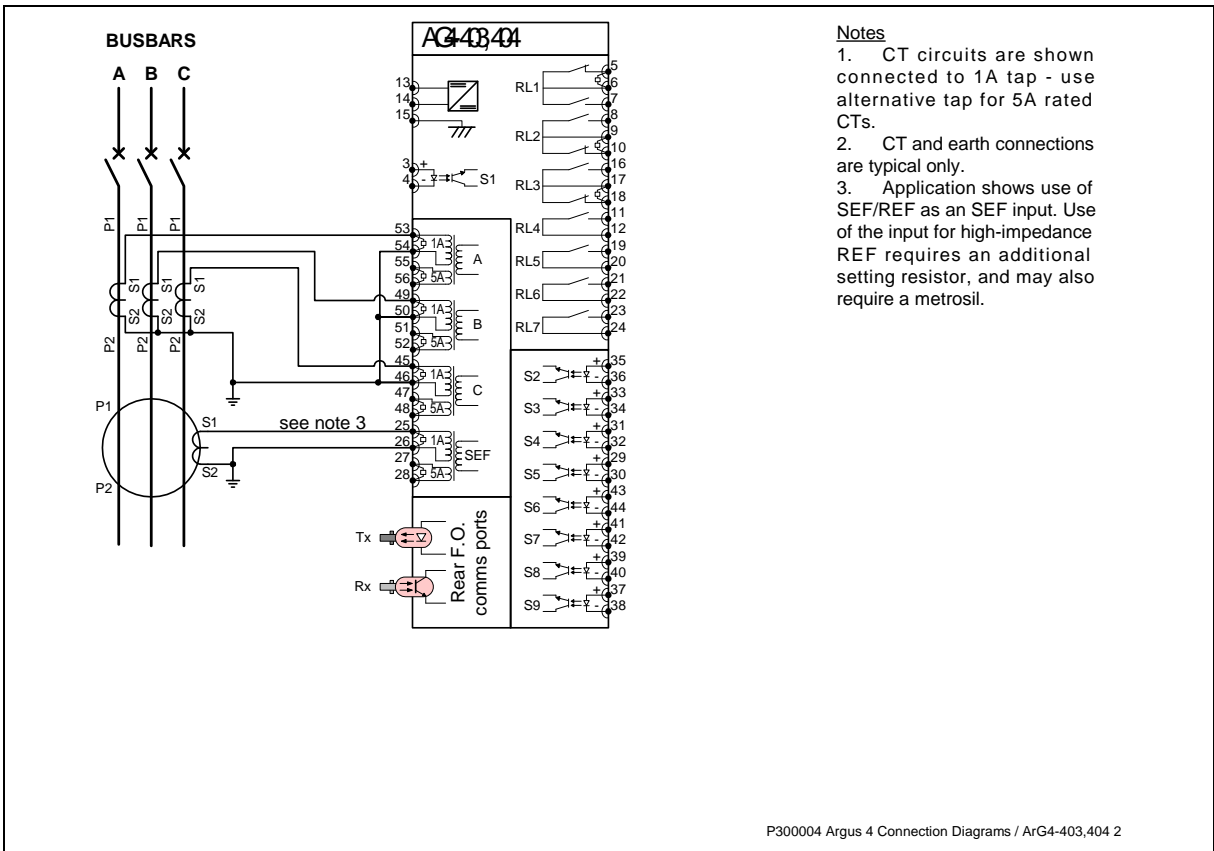 BUSBARS
A B C
P1 P1 P1
S1 S1 S1
S2 S2 S2
P2 P2 P2
P1
S1
see note 3
S2
P2
ArG4-403,404
13
14
15
3 +
4 - S1
53
54 1A
A
55
56 5A
49
50 1A
B
51
52 5A
45
46 1A
C
47
48 5A
25
26 1A
SEF
27
28 5A
Tx
Rx
Rear F.O.
comms ports
5
RL1 6
7
8
RL2 9
10
16
RL3 17
18
11
RL4 12
19
RL5 20
21
RL6 22
23
RL7 24
+ 35
S2 - 36
+ 33
S3 - 34
+ 31
S4 - 32
+ 29
S5 - 30
+ 43
S6 - 44
+ 41
S7 - 42
+ 39
S8 - 40
+ 37
S9 - 38
Notes
1. CT circuits are shown
connected to 1A tap - use
alternative tap for 5A rated
CTs.
2. CT and earth connections
are typical only.
3. Application shows use of
SEF/REF as an SEF input. Use
of the input for high-impedance
REF requires an additional
setting resistor, and may also
require a metrosil.
P300004 Argus 4 Connection Diagrams / ArG4-403,404 2